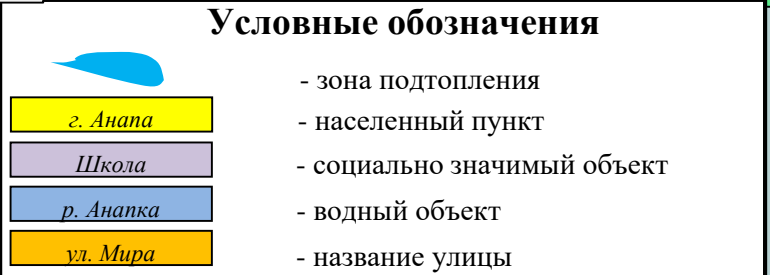 Условные обозначения
- зона подтопления
г. Анапа - населенный пункт
Школа - социально значимый объект
р. Анапка - водный объект
ул. Мира - название улицы